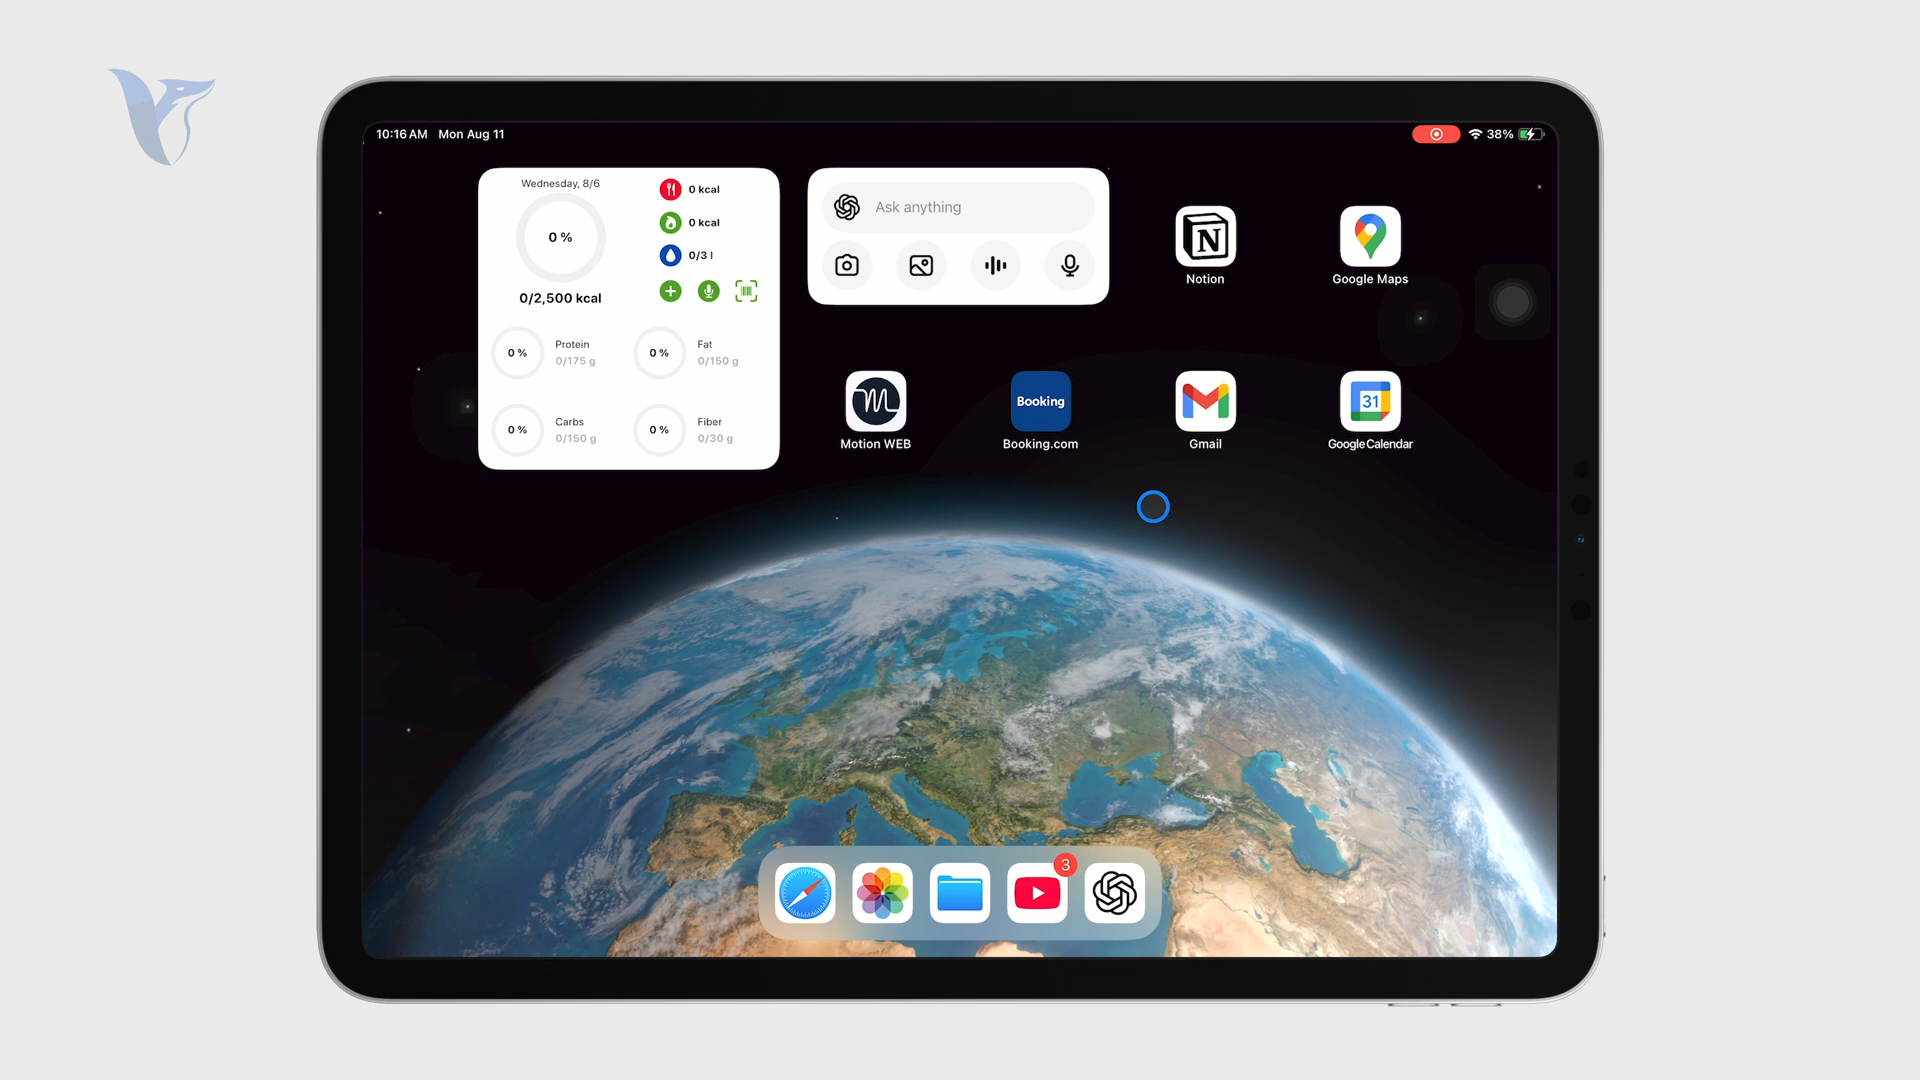 10:16 AM Mon Aug 11
38%
Wednesday, 8/6
0 %
0/2,500 kcal
0 kcal
0 kcal
0/3 l
0 %
Protein
0/175 g
0 %
Fat
0/150 g
0 %
Carbs
0/150 g
0 %
Fiber
0/30 g
Ask anything
N
Notion
Google Maps
Motion WEB
Booking
Booking.com
Gmail
31
Google Calendar
3